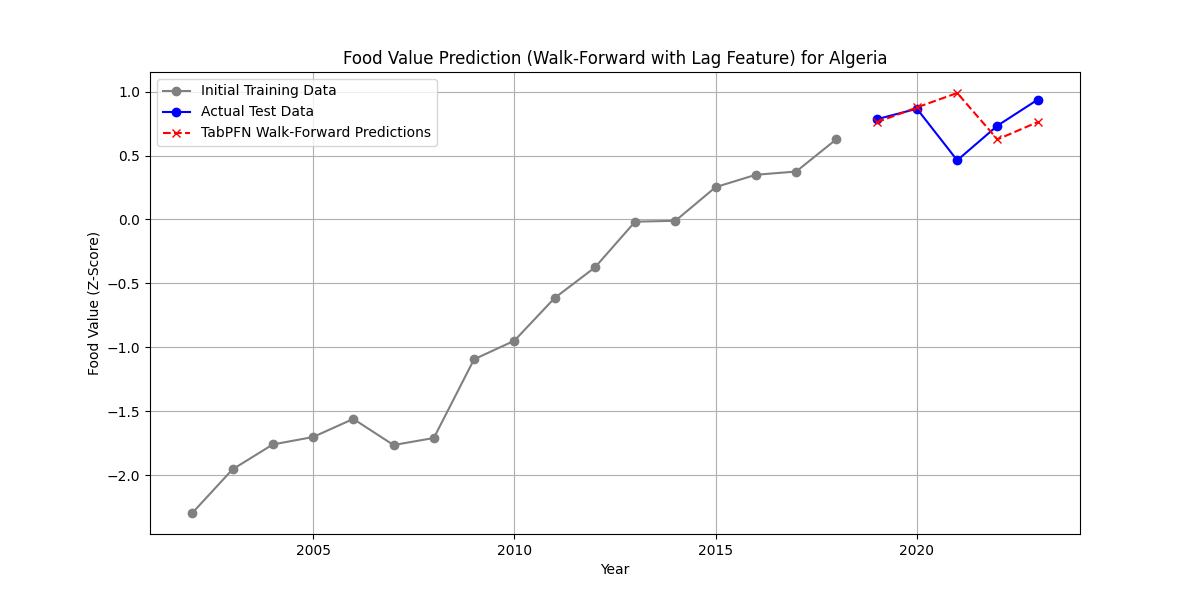 Food Value Prediction (Walk-Forward with Lag Feature) for Algeria
Initial Training Data
Actual Test Data
TabPFN Walk-Forward Predictions
1.0
0.5
0.0
−0.5
−1.0
−1.5
−2.0
Food Value (Z-Score)
2005 2010 2015 2020
Year